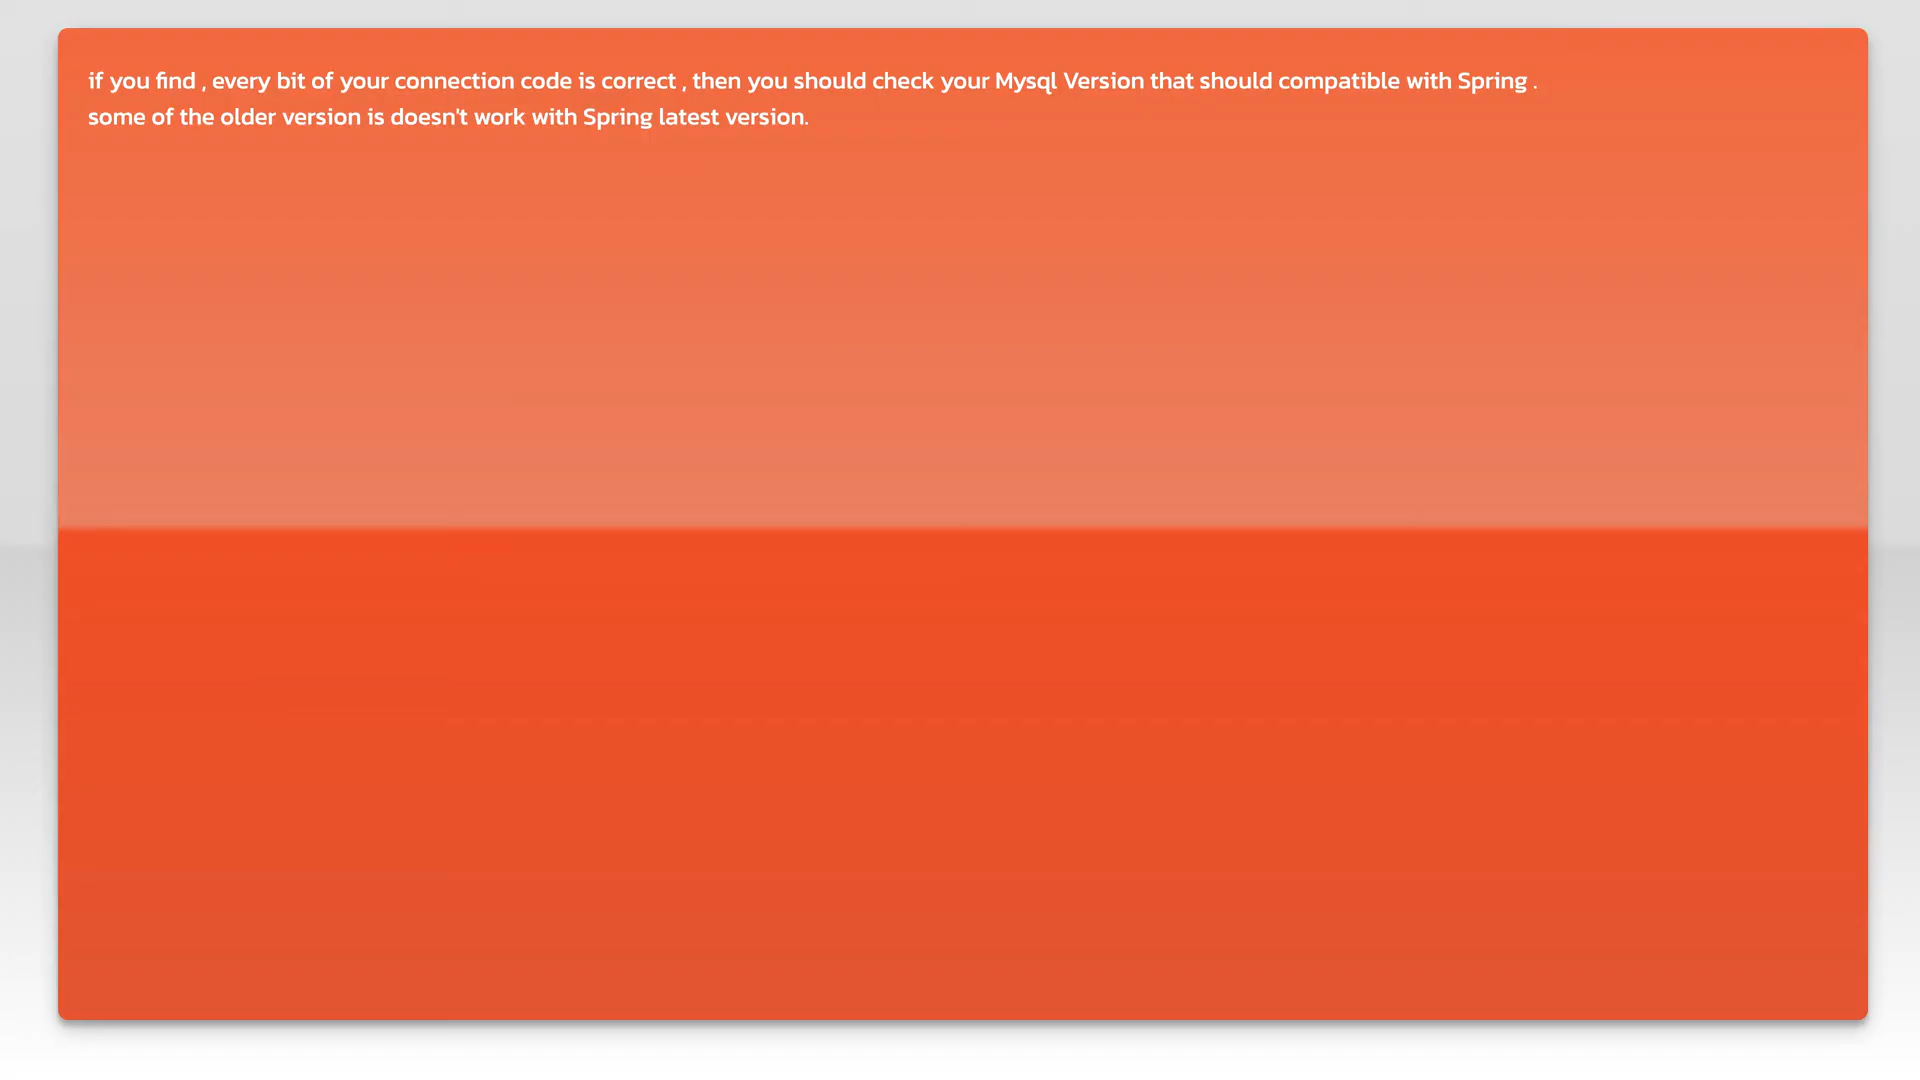 if you find , every bit of your connection code is correct , then you should check your Mysql Version that should compatible with Spring .
some of the older version is doesn't work with Spring latest version.